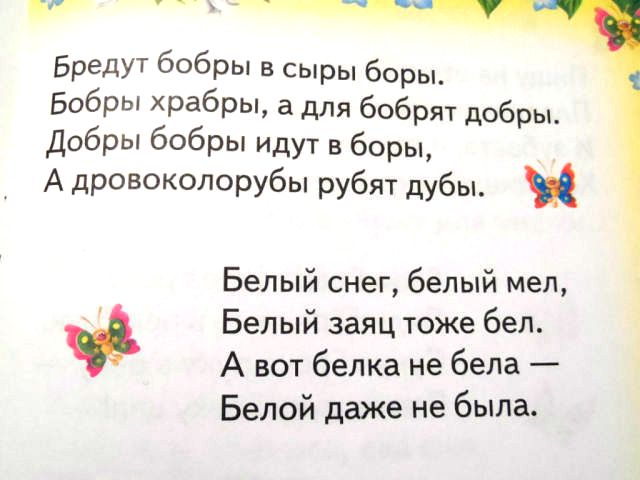 Бредут бобры в сыры боры.
Бобры храбры, а для бобрят добры.
Добры бобры идут в боры,
А дровоколорубы рубят дубы.
Белый снег, белый мел,
Белый заяц тоже бел.
А вот белка не бела —
Белой даже не была.